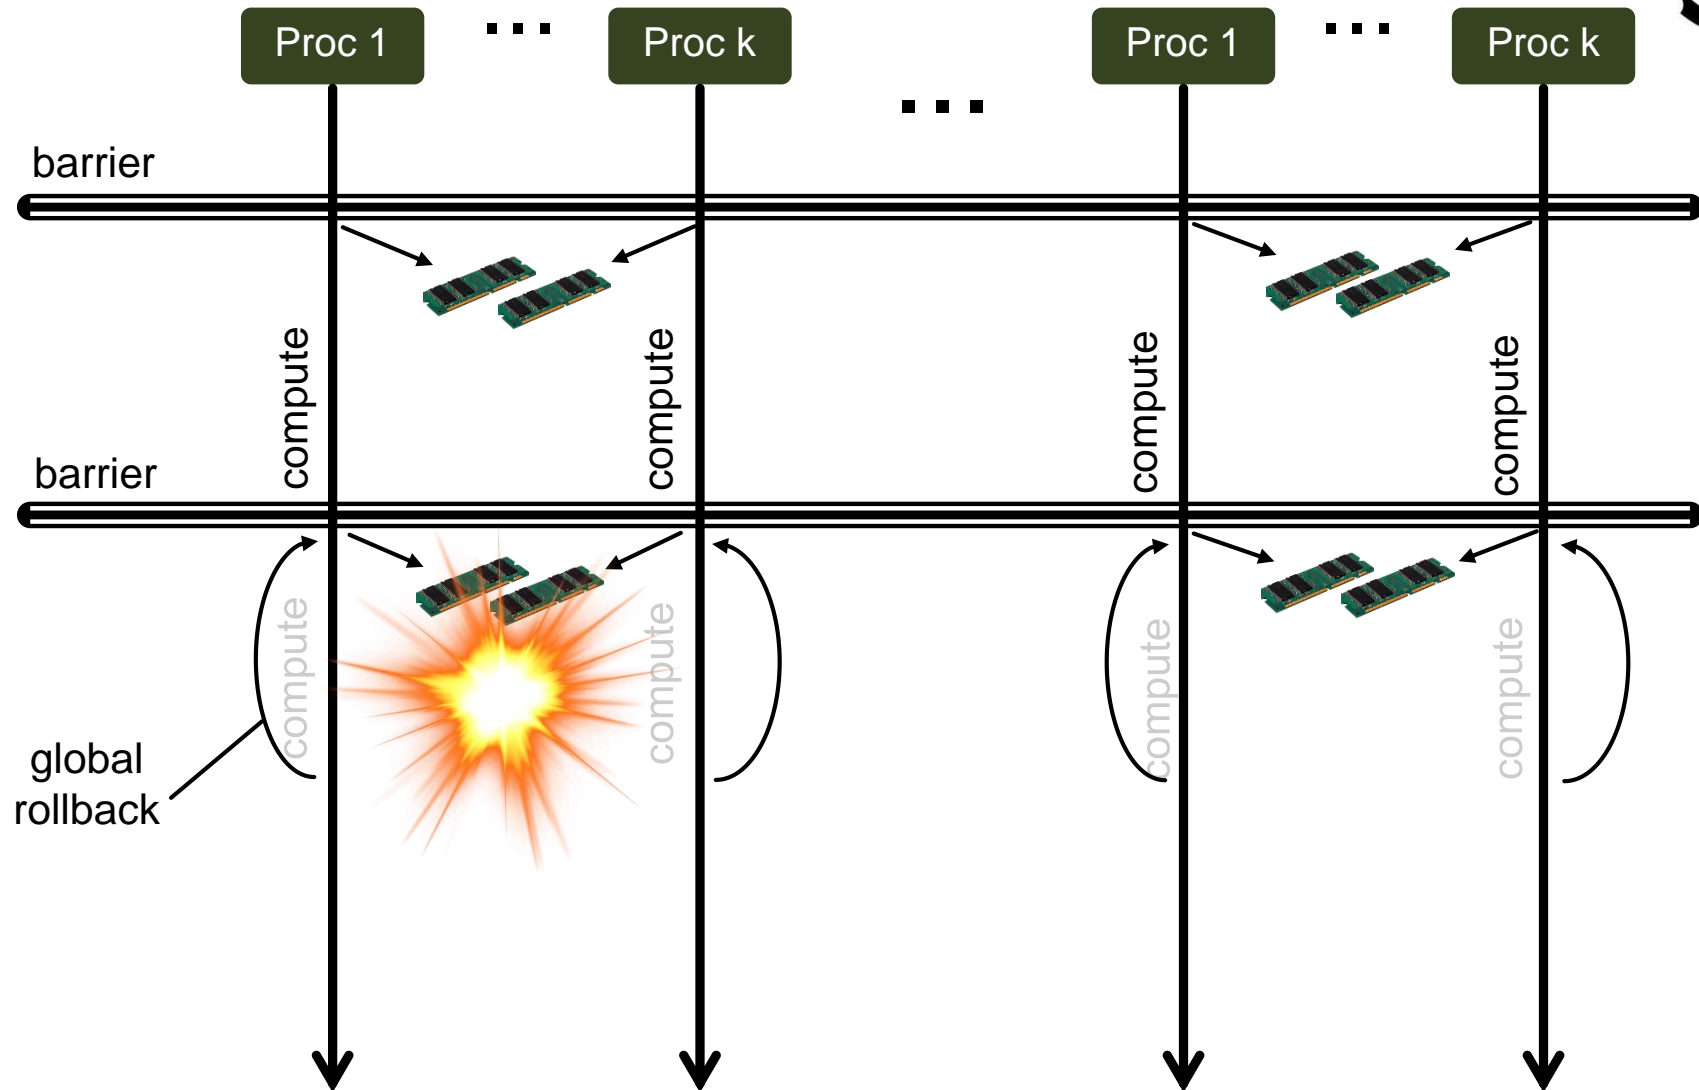 Proc 1
...
Proc k
...
Proc 1
...
Proc k
barrier
compute
compute
compute
compute
barrier
compute
compute
compute
compute
global
rollback